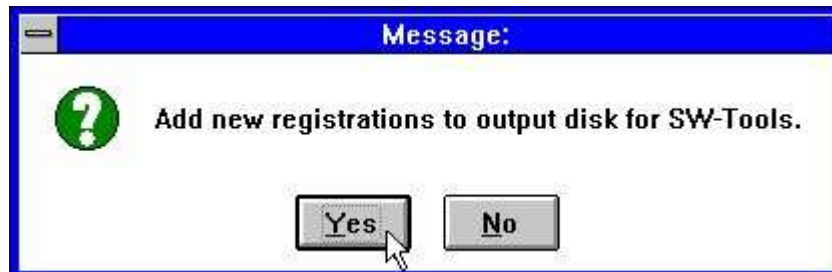 Message:
Add new registrations to output disk for SW-Tools.
Yes No